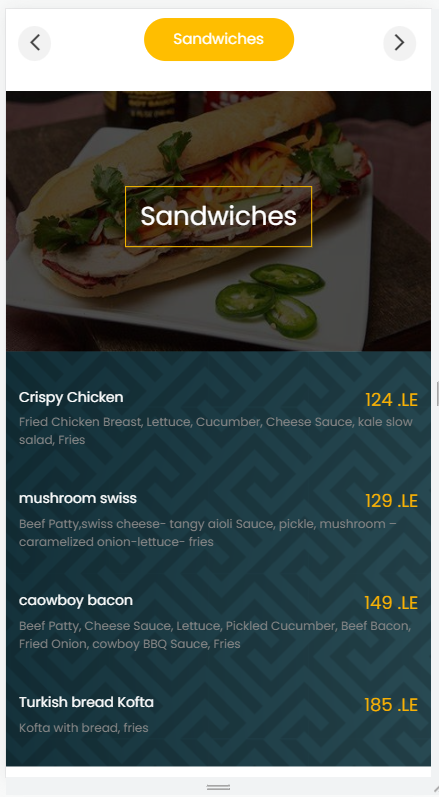 Sandwiches
Sandwiches
Crispy Chicken
124 .LE
Fried Chicken Breast, Lettuce, Cucumber, Cheese Sauce, kale slow
salad, Fries
mushroom swiss
129 .LE
Beef Patty,swiss cheese- tangy aioli Sauce, pickle, mushroom –
caramelized onion-lettuce- fries
caowboy bacon
149 .LE
Beef Patty, Cheese Sauce, Lettuce, Pickled Cucumber, Beef Bacon,
Fried Onion, cowboy BBQ Sauce, Fries
Turkish bread Kofta
185 .LE
Kofta with bread, fries